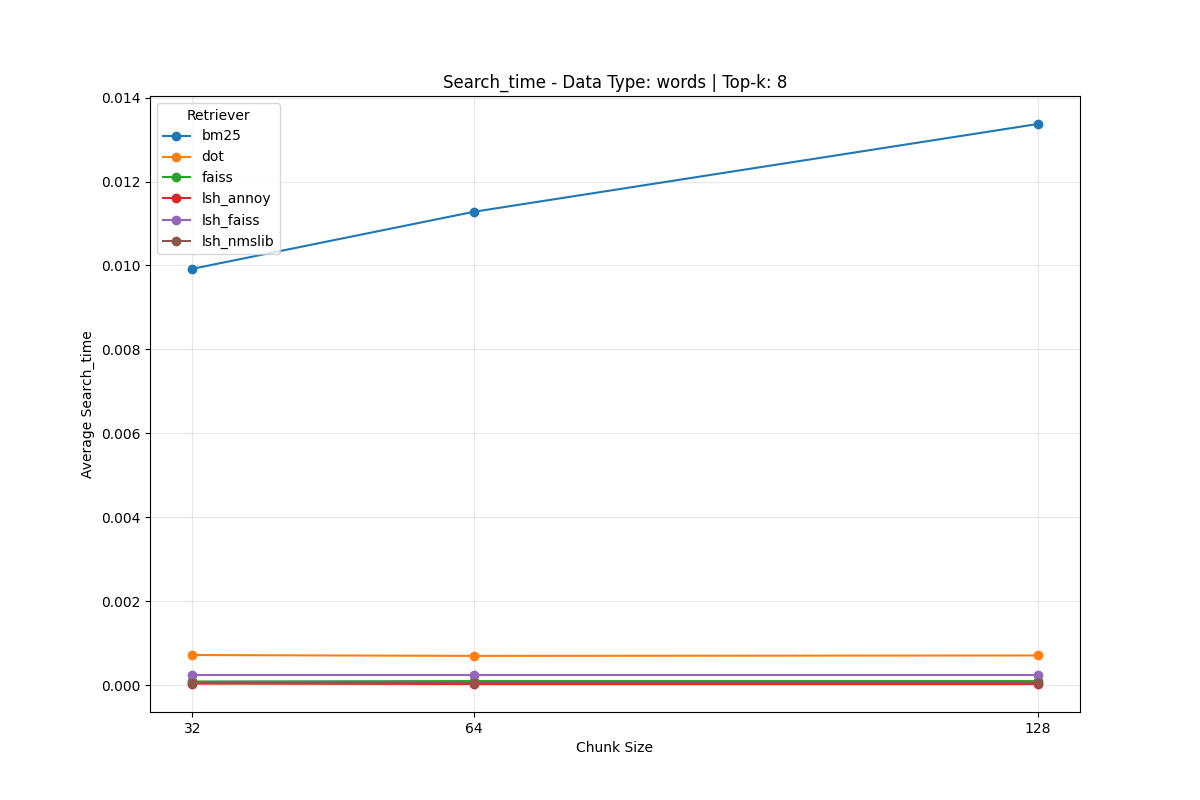 Search_time - Data Type: words | Top-k: 8
Retriever
bm25
dot
faiss
lsh_annoy
lsh_faiss
lsh_nmslib
0.014
0.012
0.010
0.008
0.006
0.004
0.002
0.000
Average Search_time
32
64
128
Chunk Size